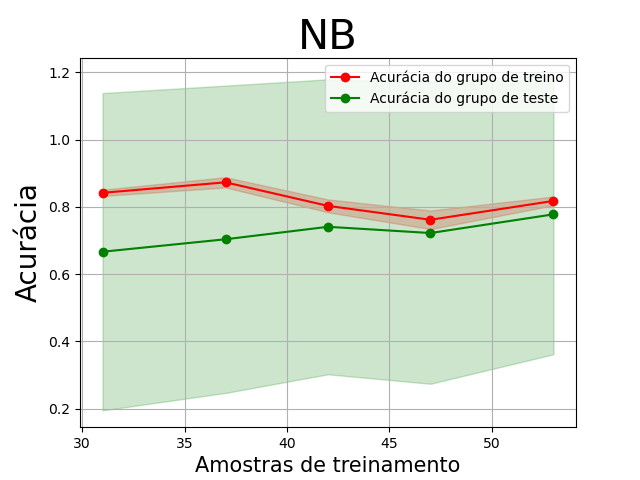 NB
Acurácia do grupo de treino
Acurácia do grupo de teste
Acurácia
1.2
1.0
0.8
0.6
0.4
0.2
30 35 40 45 50
Amostras de treinamento